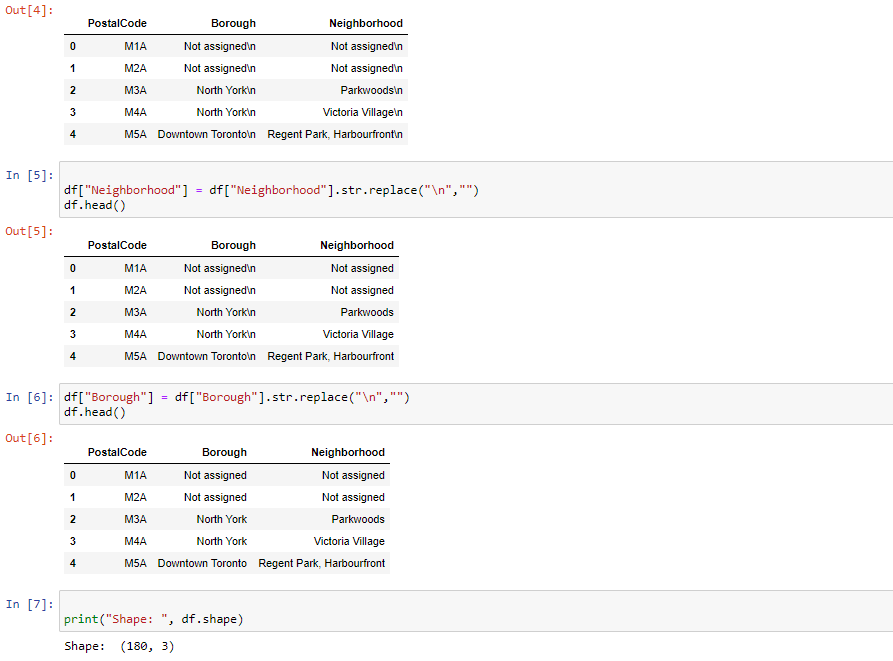 Out[4]:
PostalCode Borough Neighborhood
0 M1A Not assigned\n Not assigned\n
1 M2A Not assigned\n Not assigned\n
2 M3A North York\n Parkwoods\n
3 M4A North York\n Victoria Village\n
4 M5A Downtown Toronto\n Regent Park, Harbourfront\n
In [5]:
df["Neighborhood"] = df["Neighborhood"].str.replace("\n","")
df.head()
Out[5]:
PostalCode Borough Neighborhood
0 M1A Not assigned\n Not assigned
1 M2A Not assigned\n Not assigned
2 M3A North York\n Parkwoods
3 M4A North York\n Victoria Village
4 M5A Downtown Toronto\n Regent Park, Harbourfront
In [6]: df["Borough"] = df["Borough"].str.replace("\n","")
df.head()
Out[6]:
PostalCode Borough Neighborhood
0 M1A Not assigned Not assigned
1 M2A Not assigned Not assigned
2 M3A North York Parkwoods
3 M4A North York Victoria Village
4 M5A Downtown Toronto Regent Park, Harbourfront
In [7]:
print("Shape: ", df.shape)
Shape:  (180, 3)